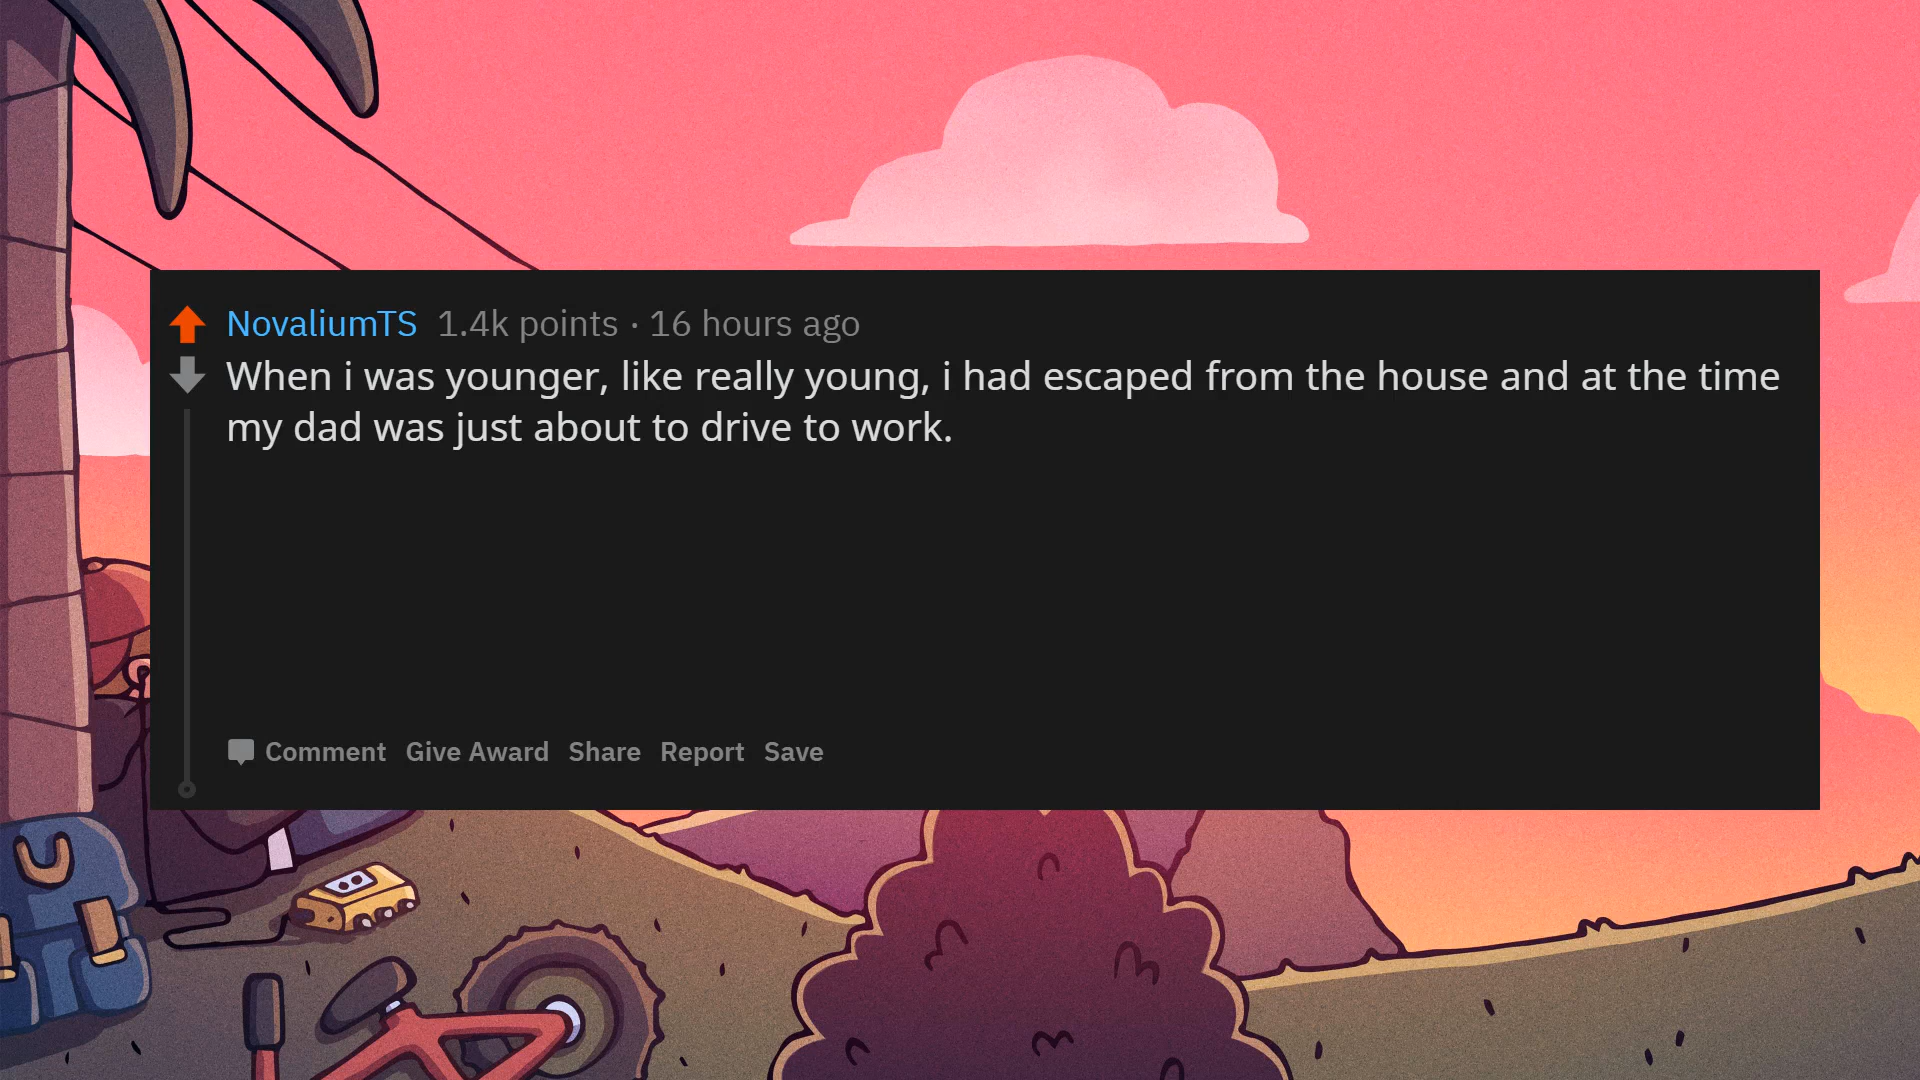 NovaliumTS 1.4k points · 16 hours ago
When i was younger, like really young, i had escaped from the house and at the time
my dad was just about to drive to work.
Comment Give Award Share Report Save